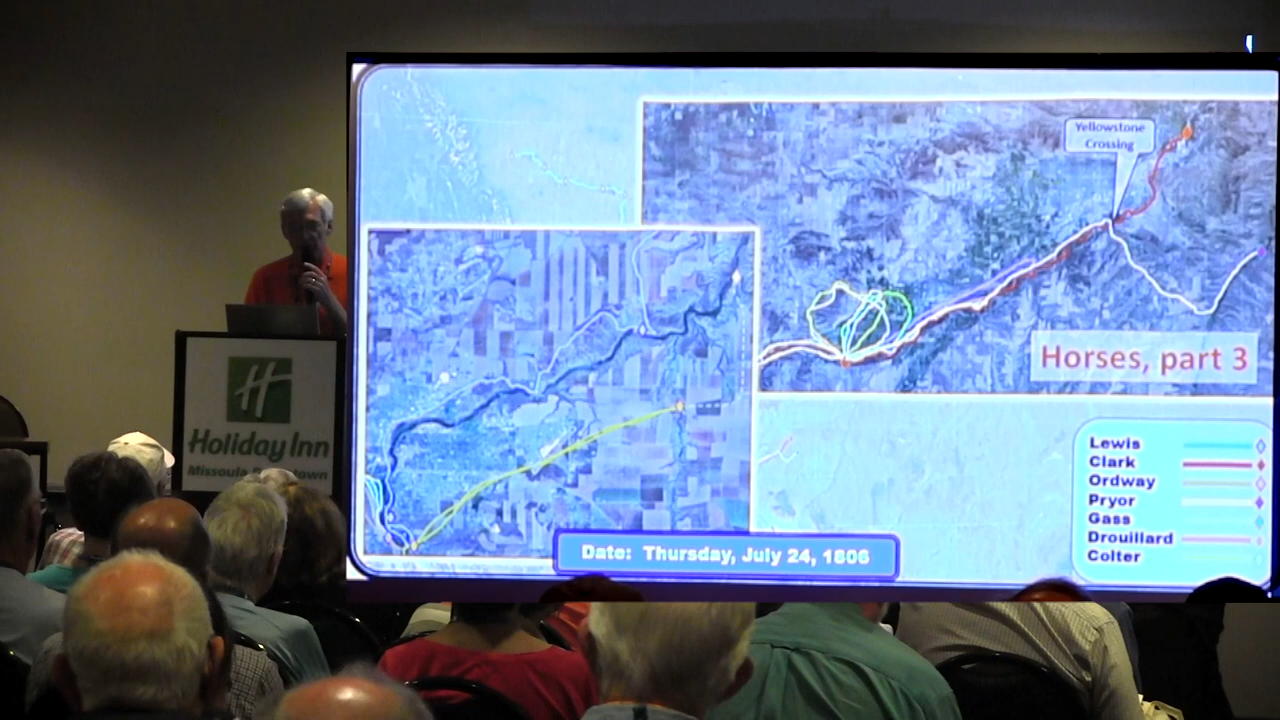 Yellowstone
Crossing
Horses, part 3
Lewis
Clark
Ordway
Pryor
Gass
Drouillard
Colter
Date: Thursday, July 24, 1806
H
Holiday Inn
Missoula